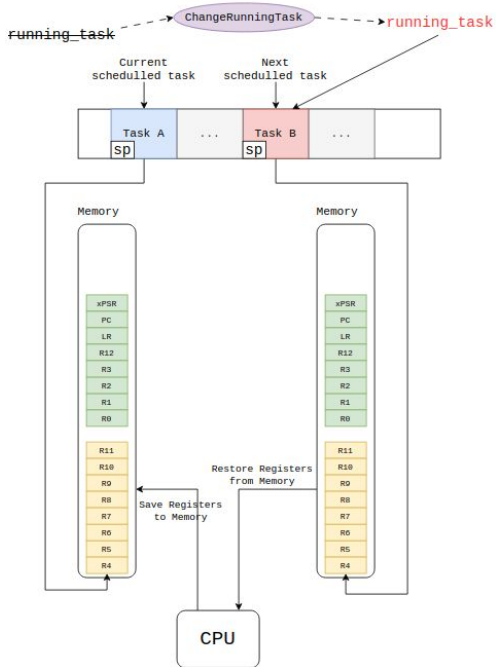 ChangeRunningTask
running_task
running_task
Current
schedulled task
Next
schedulled task
Task A
...
Task B
...
sp
sp
Memory
Memory
xPSR
PC
LR
R12
R3
R2
R1
R0
R11
R10
R9
R8
R7
R6
R5
R4
xPSR
PC
LR
R12
R3
R2
R1
R0
R11
R10
R9
R8
R7
R6
R5
R4
Restore Registers
from Memory
Save Registers
to Memory
CPU